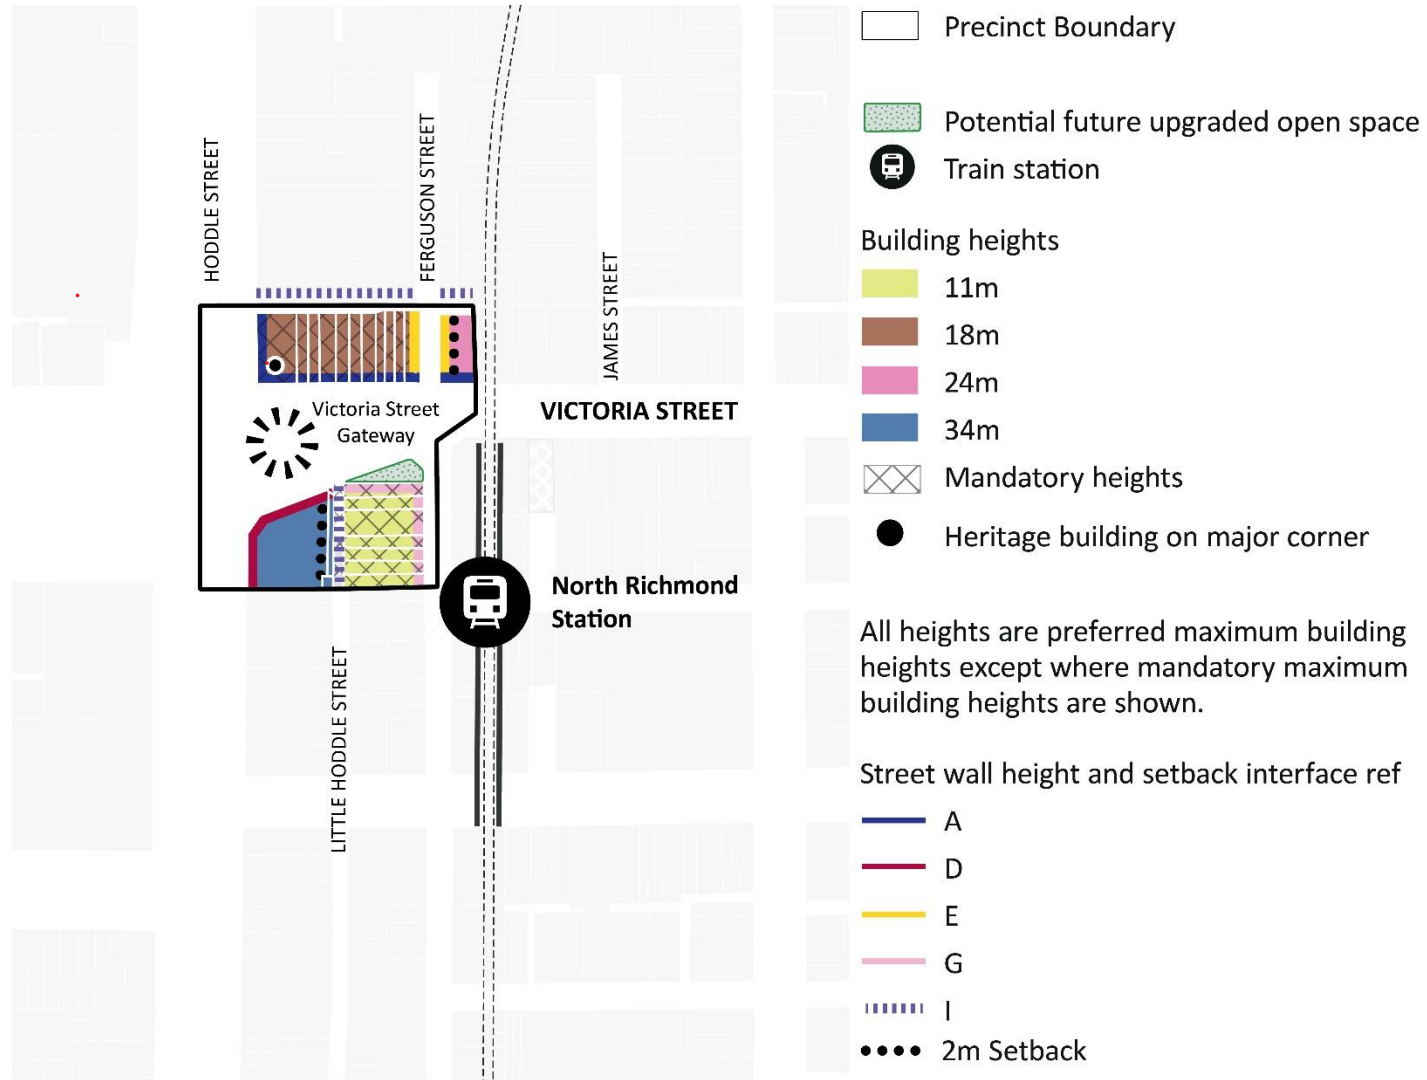 HODDLE STREET
FERGUSON STREET
JAMES STREET
Victoria Street
Gateway
VICTORIA STREET
North Richmond
Station
LITTLE HODDLE STREET
Precinct Boundary
Potential future upgraded open space
Train station
Building heights
11m
18m
24m
34m
Mandatory heights
Heritage building on major corner
All heights are preferred maximum building
heights except where mandatory maximum
building heights are shown.
Street wall height and setback interface ref
A
D
E
G
I
2m Setback